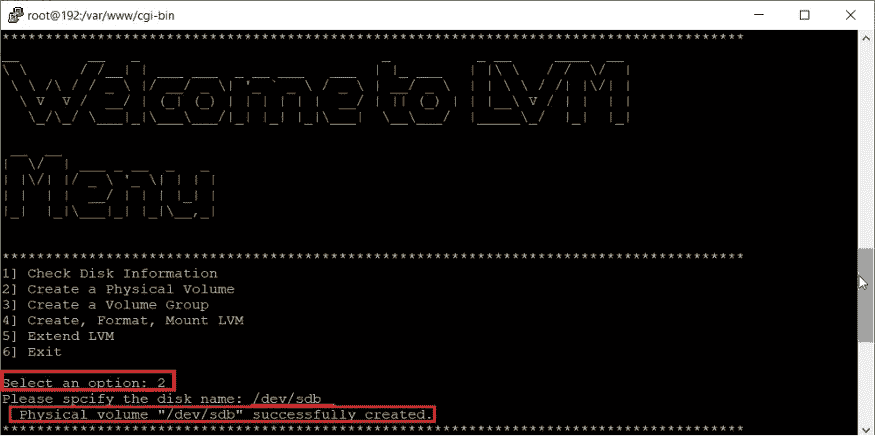 root@192:/var/www/cgi-bin
********************************************************************************
Welcome to LVM
Menu
********************************************************************************
1] Check Disk Information
2] Create a Physical Volume
3] Create a Volume Group
4] Create, Format, Mount LVM
5] Extend LVM
6] Exit
Select an option: 2
Please spcify the disk name: /dev/sdb
Physical volume "/dev/sdb" successfully created.
********************************************************************************